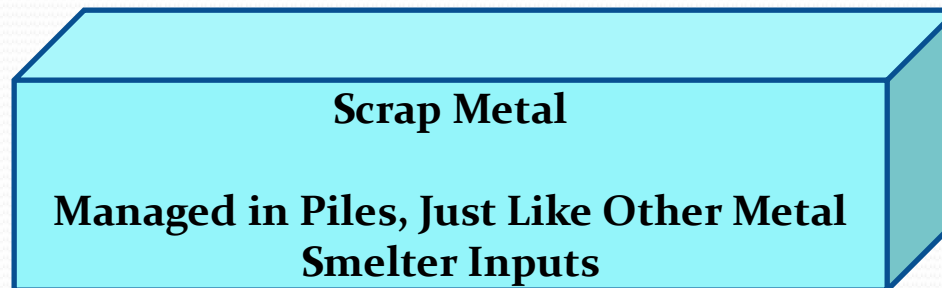 Scrap Metal
Managed in Piles, Just Like Other Metal
Smelter Inputs